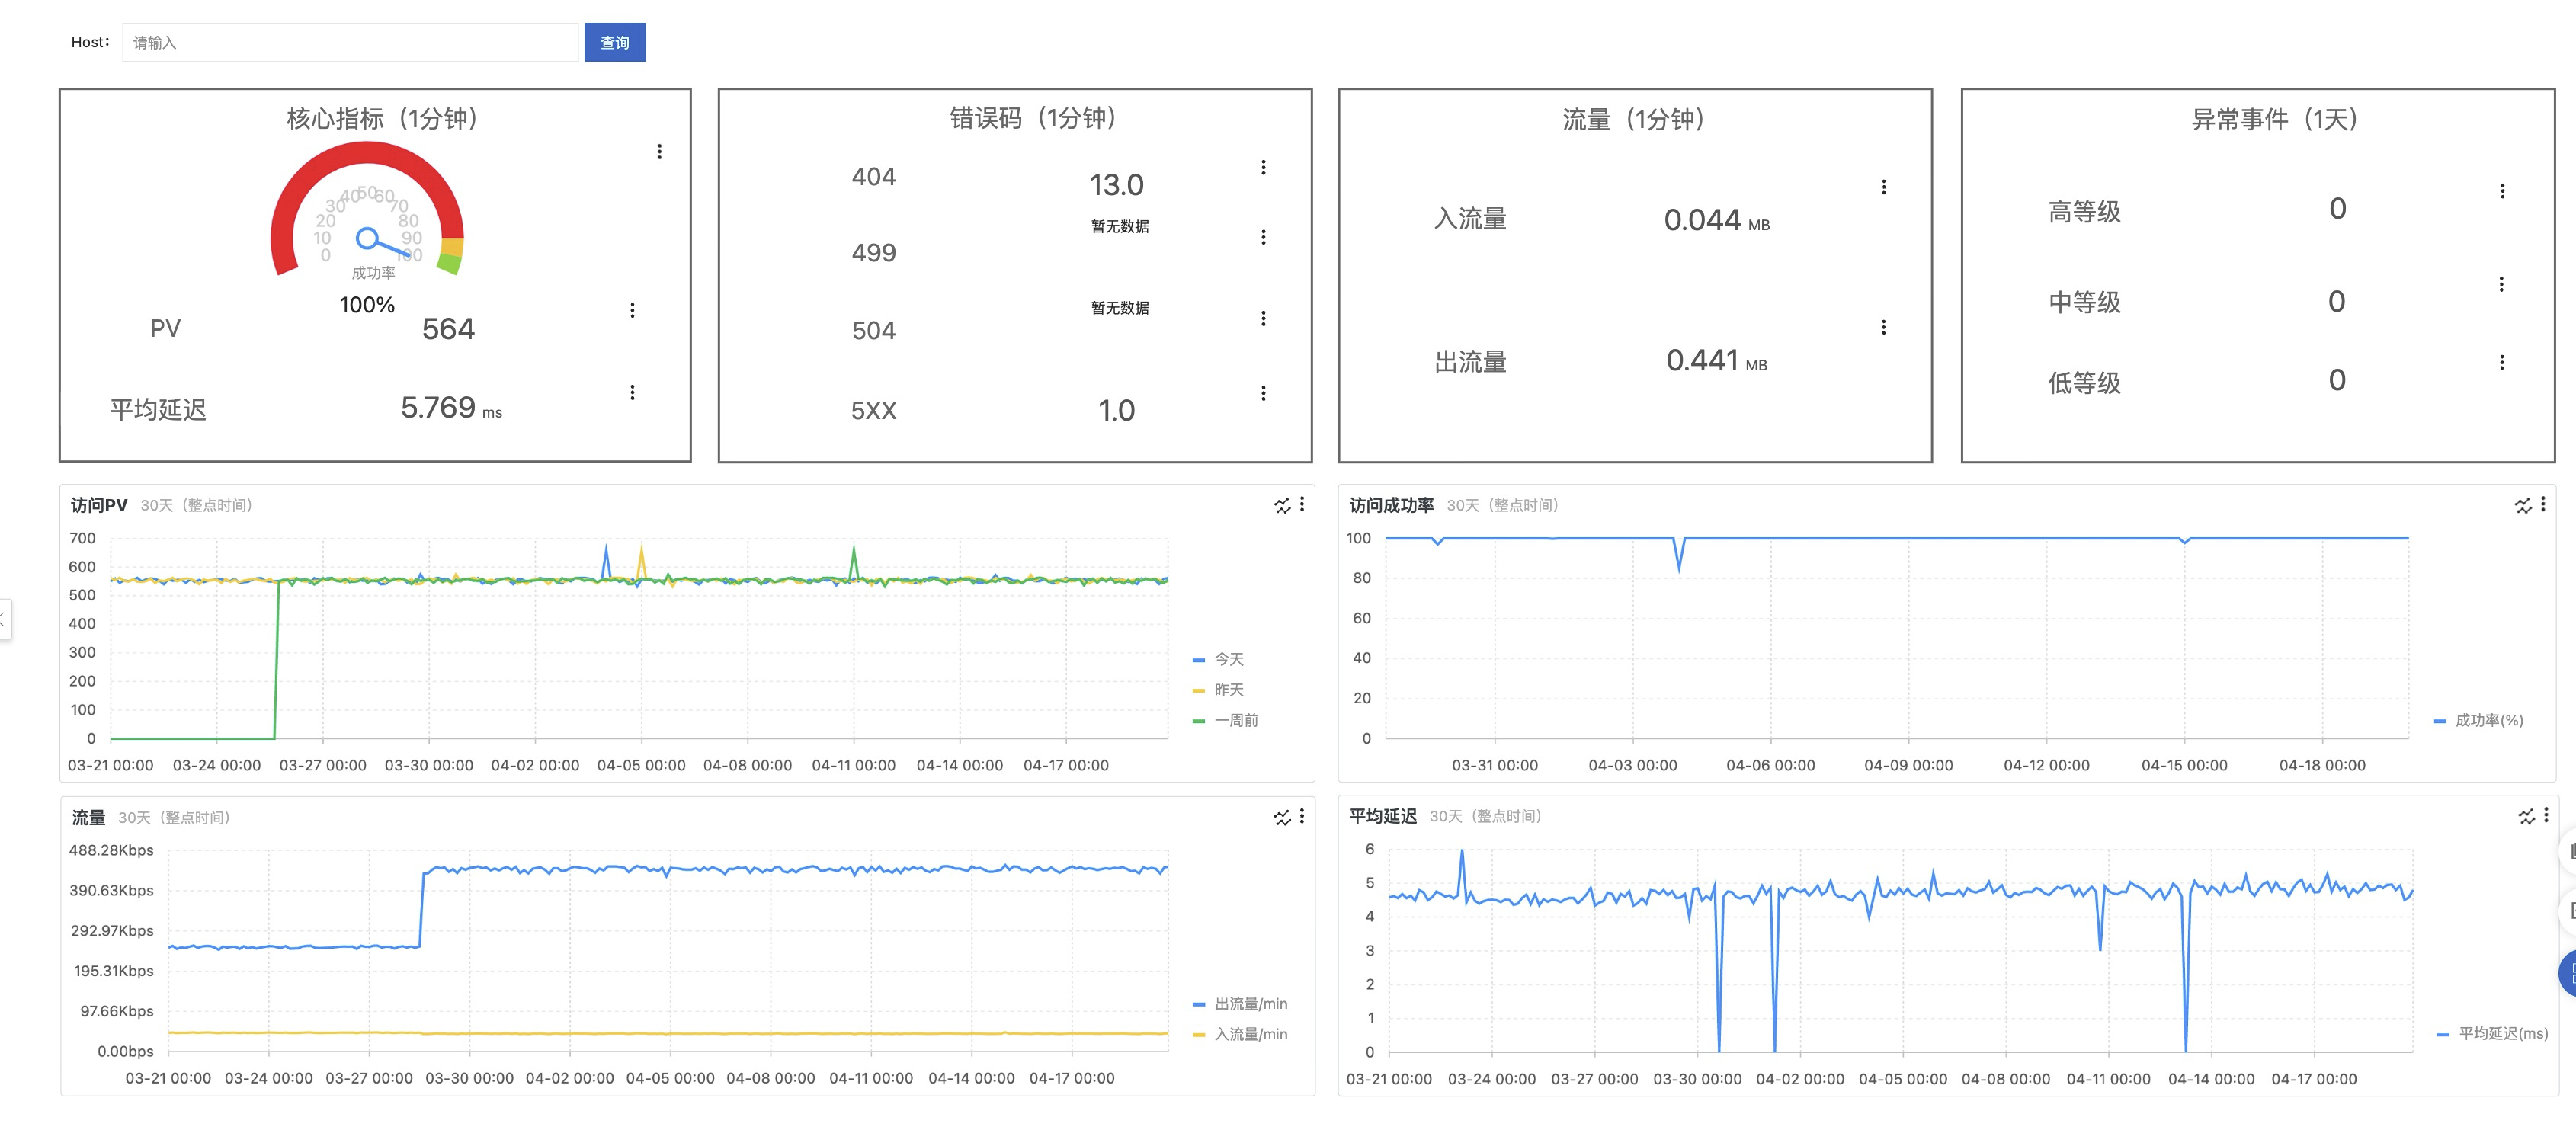 Host: 请输入 查询
核心指标（1分钟）
0 10 20 30 40 50 60 70 80 90 100
成功率
100%
PV 564
平均延迟 5.769 ms
错误码（1分钟）
404 13.0
499 暂无数据
504 暂无数据
5XX 1.0
流量（1分钟）
入流量 0.044 MB
出流量 0.441 MB
异常事件（1天）
高等级 0
中等级 0
低等级 0
访问PV 30天（整点时间）
700
600
500
400
300
200
100
0
03-21 00:00 03-24 00:00 03-27 00:00 03-30 00:00 04-02 00:00 04-05 00:00 04-08 00:00 04-11 00:00 04-14 00:00 04-17 00:00
今天
昨天
一周前
访问成功率 30天（整点时间）
100
80
60
40
20
0
03-31 00:00 04-03 00:00 04-06 00:00 04-09 00:00 04-12 00:00 04-15 00:00 04-18 00:00
成功率(%)
流量 30天（整点时间）
488.28Kbps
390.63Kbps
292.97Kbps
195.31Kbps
97.66Kbps
0.00bps
03-21 00:00 03-24 00:00 03-27 00:00 03-30 00:00 04-02 00:00 04-05 00:00 04-08 00:00 04-11 00:00 04-14 00:00 04-17 00:00
出流量/min
入流量/min
平均延迟 30天（整点时间）
6
5
4
3
2
1
0
03-21 00:00 03-24 00:00 03-27 00:00 03-30 00:00 04-02 00:00 04-05 00:00 04-08 00:00 04-11 00:00 04-14 00:00 04-17 00:00
平均延迟(ms)